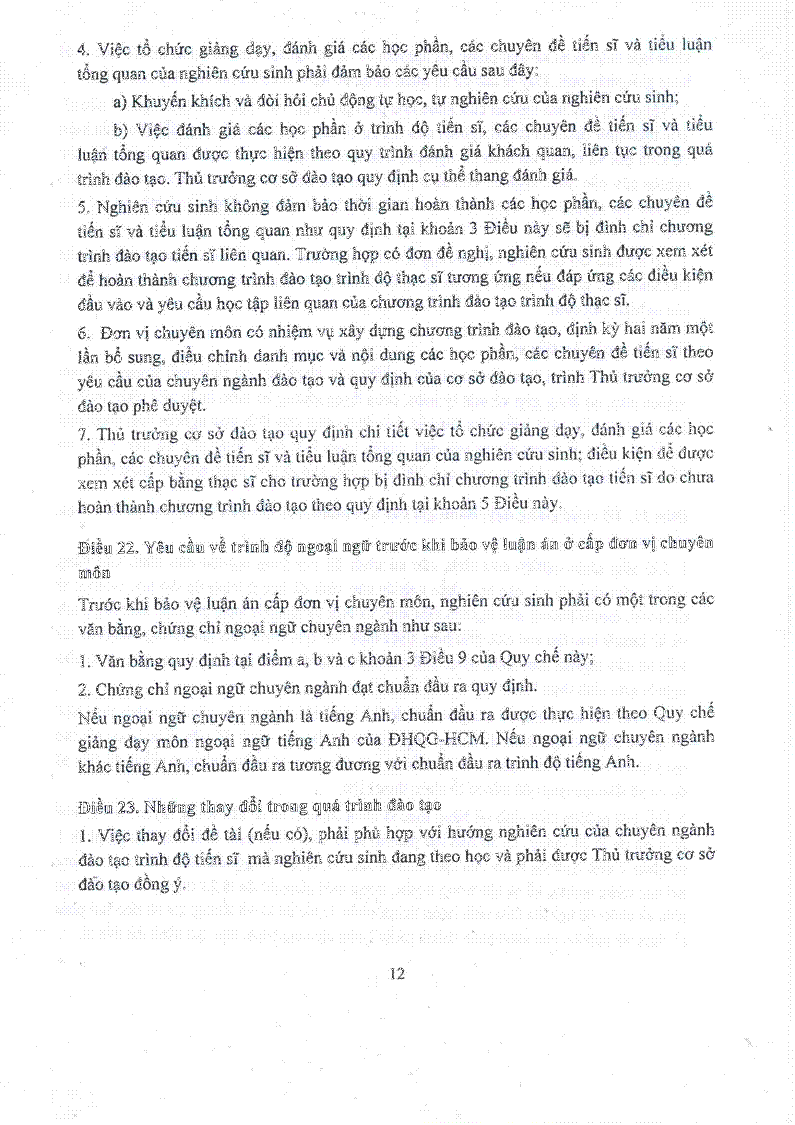 4. Việc tổ chức giảng dạy, đánh giá các học phần, các chuyên đề tiến sĩ và tiểu luận
tổng quan của nghiên cứu sinh phải đảm bảo các yêu cầu sau đây:
a) Khuyến khích và đòi hỏi chủ động tự học, tự nghiên cứu của nghiên cứu sinh;
b) Việc đánh giá các học phần ở trình độ tiến sĩ, các chuyên đề tiến sĩ và tiểu
luận tổng quan được thực hiện theo quy trình đánh giá khách quan, liên tục trong quá
trình đào tạo. Thủ trưởng cơ sở đào tạo quy định cụ thể thang đánh giá.
5. Nghiên cứu sinh không đảm bảo thời gian hoàn thành các học phần, các chuyên đề
tiến sĩ và tiểu luận tổng quan như quy định tại khoản 3 Điều này sẽ bị đình chỉ chương
trình đào tạo tiến sĩ liên quan. Trường hợp có đơn đề nghị, nghiên cứu sinh được xem xét
để hoàn thành chương trình đào tạo trình độ thạc sĩ tương ứng nếu đáp ứng các điều kiện
đầu vào và yêu cầu học tập liên quan của chương trình đào tạo trình độ thạc sĩ.
6. Đơn vị chuyên môn có nhiệm vụ xây dựng chương trình đào tạo, định kỳ hai năm một
lần bổ sung, điều chỉnh danh mục và nội dung các học phần, các chuyên đề tiến sĩ theo
yêu cầu của chuyên ngành đào tạo và quy định của cơ sở đào tạo, trình Thủ trưởng cơ sở
đào tạo phê duyệt.
7. Thủ trưởng cơ sở đào tạo quy định chi tiết việc tổ chức giảng dạy, đánh giá các học
phần, các chuyên đề tiến sĩ và tiểu luận tổng quan của nghiên cứu sinh; điều kiện để được
xem xét cấp bằng thạc sĩ cho trường hợp bị đình chỉ chương trình đào tạo tiến sĩ do chưa
hoàn thành chương trình đào tạo theo quy định tại khoản 5 Điều này.
Điều 22. Yêu cầu về trình độ ngoại ngữ trước khi bảo vệ luận án ở cấp đơn vị chuyên
môn
Trước khi bảo vệ luận án cấp đơn vị chuyên môn, nghiên cứu sinh phải có một trong các
văn bằng, chứng chỉ ngoại ngữ chuyên ngành như sau:
1. Văn bằng quy định tại điểm a, b và c khoản 3 Điều 9 của Quy chế này;
2. Chứng chỉ ngoại ngữ chuyên ngành đạt chuẩn đầu ra quy định.
Nếu ngoại ngữ chuyên ngành là tiếng Anh, chuẩn đầu ra được thực hiện theo Quy chế
giảng dạy môn ngoại ngữ tiếng Anh của ĐHQG-HCM. Nếu ngoại ngữ chuyên ngành
khác tiếng Anh, chuẩn đầu ra tương đương với chuẩn đầu ra trình độ tiếng Anh.
Điều 23. Những thay đổi trong quá trình đào tạo
1. Việc thay đổi đề tài (nếu có), phải phù hợp với hướng nghiên cứu của chuyên ngành
đào tạo trình độ tiến sĩ mà nghiên cứu sinh đang theo học và phải được Thủ trưởng cơ sở
đào tạo đồng ý.
12